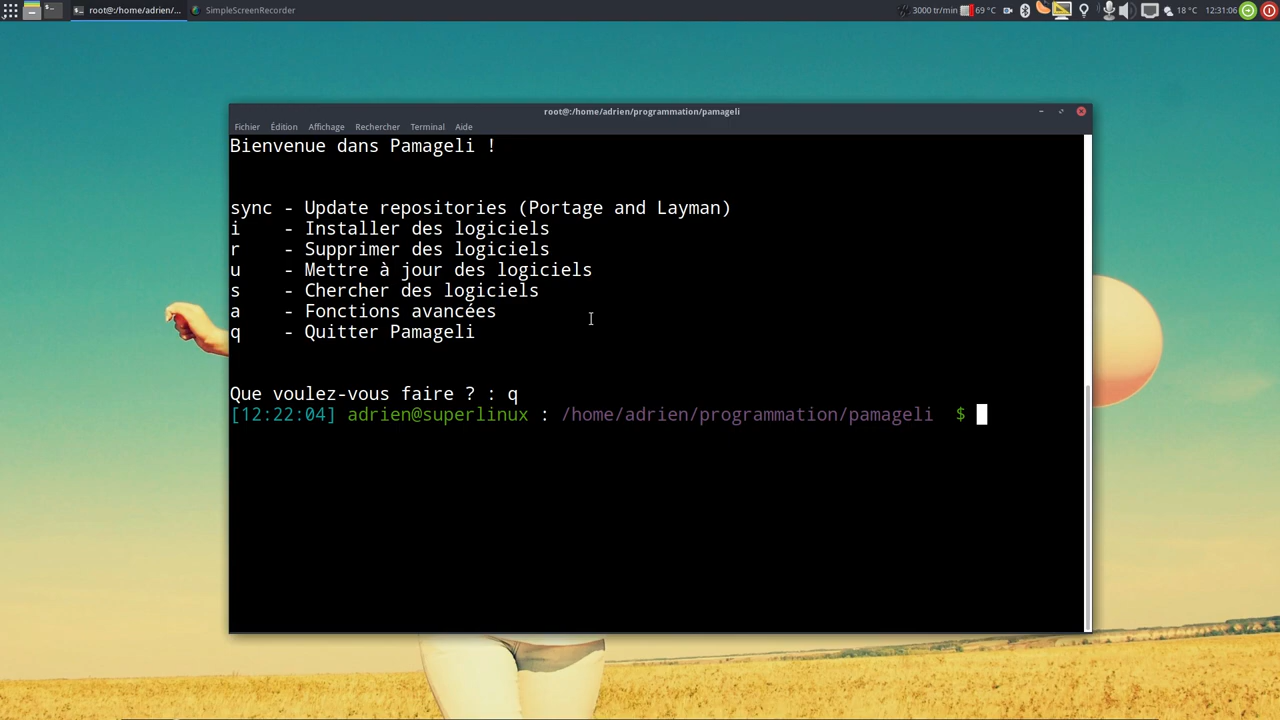 root@:/home/adrien/... SimpleScreenRecorder 3000 tr/min 69 °C 18 °C 12:31:06
root@:/home/adrien/programmation/pamageli
Fichier Édition Affichage Rechercher Terminal Aide
Bienvenue dans Pamageli !
sync - Update repositories (Portage and Layman)
i - Installer des logiciels
r - Supprimer des logiciels
u - Mettre à jour des logiciels
s - Chercher des logiciels
a - Fonctions avancées
q - Quitter Pamageli
Que voulez-vous faire ? : q
[12:22:04] adrien@superlinux : /home/adrien/programmation/pamageli $